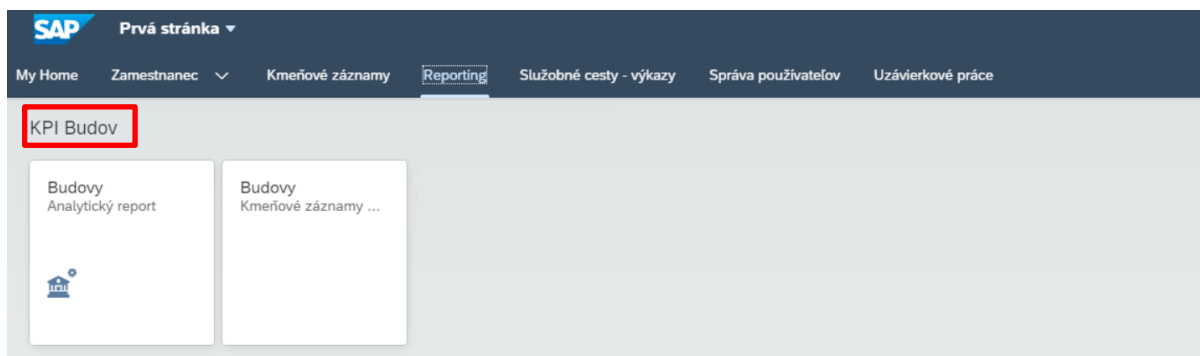 SAP Prvá stránka
My Home Zamestnanec Kmeňové záznamy Reporting Služobné cesty - výkazy Správa používateľov Uzávierkové práce
KPI Budov
Budovy
Analytický report
Budovy
Kmeňové záznamy ...